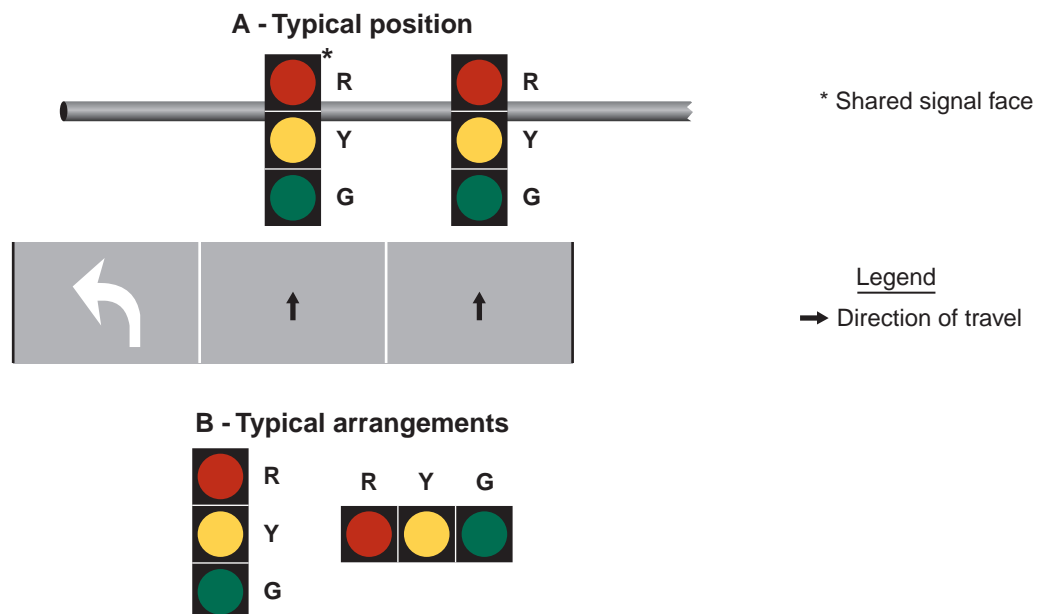 A - Typical position
*
R
R
* Shared signal face
Y
Y
G
G
Legend
Direction of travel
B - Typical arrangements
R
R Y G
Y
G